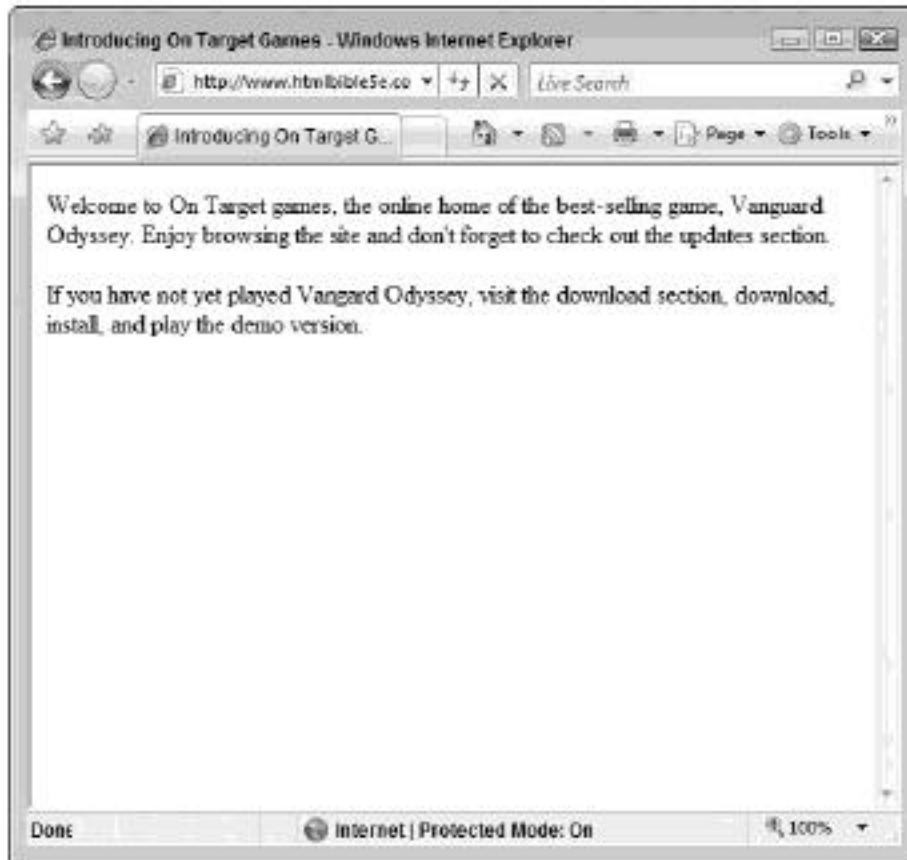 Introducing On Target Games - Windows Internet Explorer
http://www.htmlbible5e.co
Live Search
Introducing On Target G...
Page
Tools
Welcome to On Target games, the online home of the best-selling game, Vanguard
Odyssey. Enjoy browsing the site and don't forget to check out the updates section.
If you have not yet played Vangard Odyssey, visit the download section, download,
install, and play the demo version.
Done
Internet | Protected Mode: On
100%